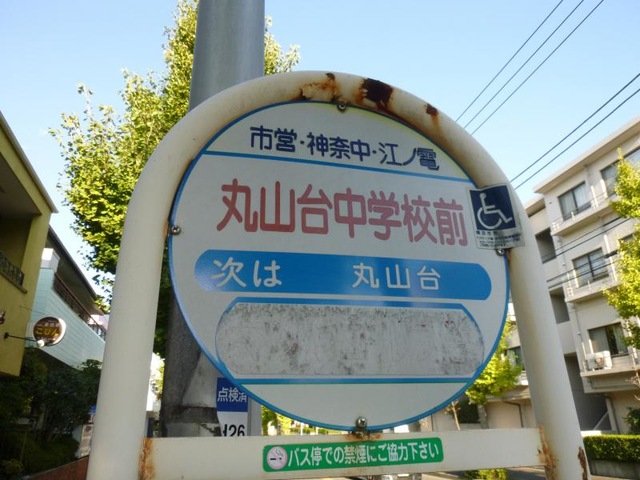 市営・神奈中・江ノ電
丸山台中学校前
次は 丸山台
点検済
H26
バス停での禁煙にご協力下さい